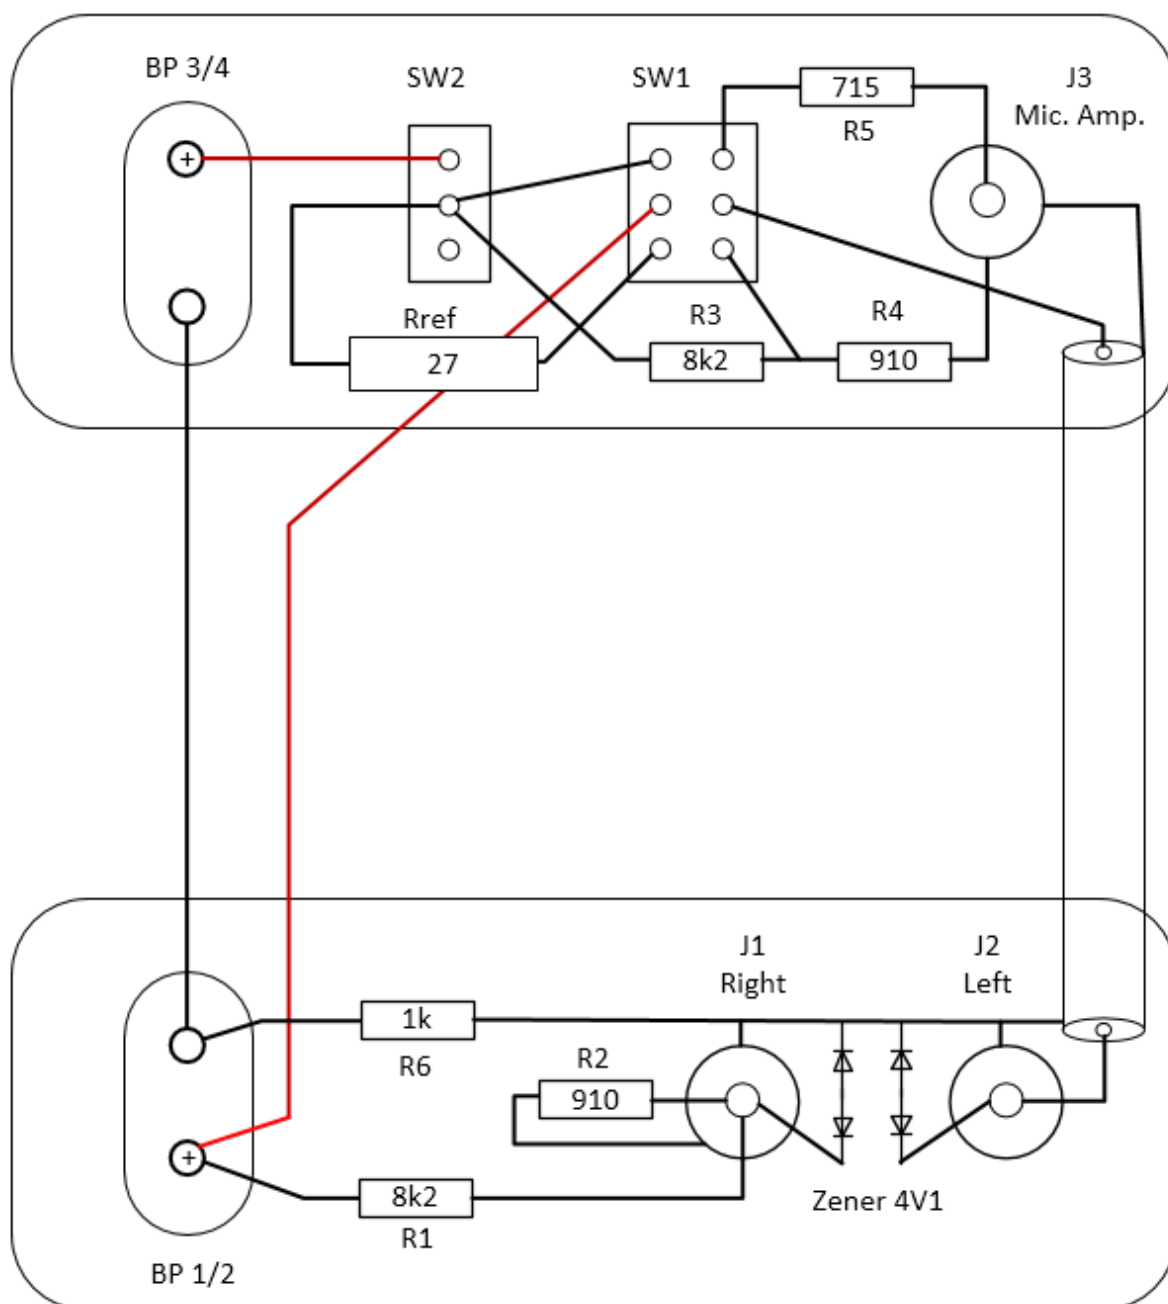 BP 3/4
SW2
SW1
J3
Mic. Amp.
715
R5
+
Rref
27
R3
8k2
R4
910
J1
Right
J2
Left
1k
R6
R2
910
+
8k2
R1
Zener 4V1
BP 1/2